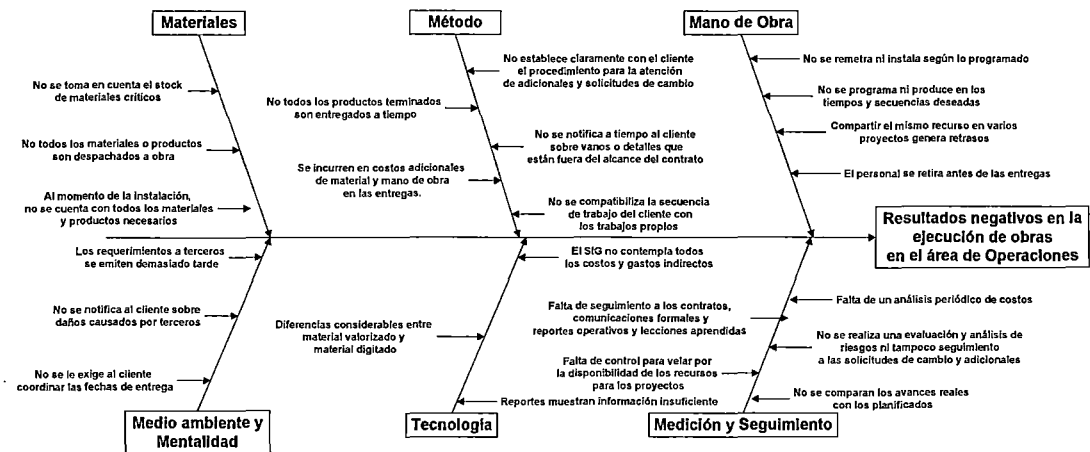 Materiales
Método
Mano de Obra
No se toma en cuenta el stock
de materiales críticos
No todos los materiales o productos
son despachados a obra
Al momento de la instalación,
no se cuenta con todos los materiales
y productos necesarios
No establece claramente con el cliente
el procedimiento para la atención
de adicionales y solicitudes de cambio
No todos los productos terminados
son entregados a tiempo
No se notifica a tiempo al cliente
sobre vanos o detalles que
están fuera del alcance del contrato
Se incurren en costos adicionales
de material y mano de obra
en las entregas.
No se compatibiliza la secuencia
de trabajo del cliente con
los trabajos propios
No se remetra ni instala según lo programado
No se programa ni produce en los
tiempos y secuencias deseadas
Compartir el mismo recurso en varios
proyectos genera retrasos
El personal se retira antes de las entregas
Resultados negativos en la
ejecución de obras
en el área de Operaciones
Los requerimientos a terceros
se emiten demasiado tarde
No se notifica al cliente sobre
daños causados por terceros
No se le exige al cliente
coordinar las fechas de entrega
El SIG no contempla todos
los costos y gastos indirectos
Diferencias considerables entre
material valorizado y
material digitado
Reportes muestran información insuficiente
Falta de un análisis periódico de costos
Falta de seguimiento a los contratos,
comunicaciones formales y
reportes operativos y lecciones aprendidas
No se realiza una evaluación y análisis de
riesgos ni tampoco seguimiento
a las solicitudes de cambio y adicionales
Falta de control para velar por
la disponibilidad de los recursos
para los proyectos
No se comparan los avances reales
con los planificados
Medio ambiente y
Mentalidad
Tecnología
Medición y Seguimiento